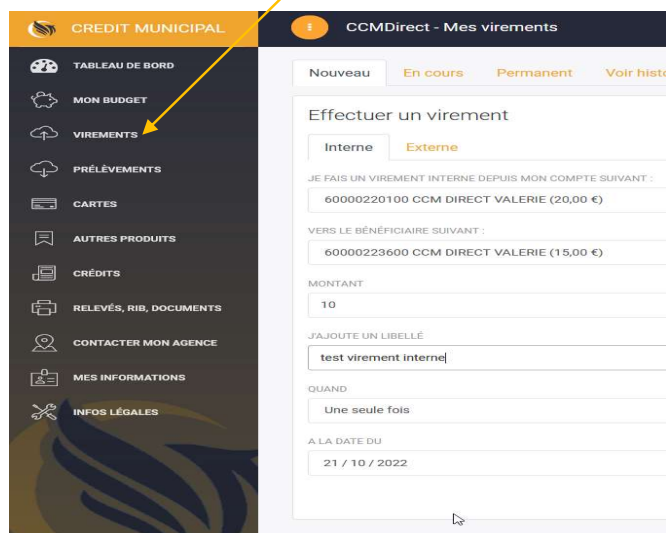 CREDIT MUNICIPAL
TABLEAU DE BORD
MON BUDGET
VIREMENTS
PRÉLÈVEMENTS
CARTES
AUTRES PRODUITS
CRÉDITS
RELEVÉS, RIB, DOCUMENTS
CONTACTER MON AGENCE
MES INFORMATIONS
INFOS LÉGALES
CCMDirect - Mes virements
Nouveau En cours Permanent Voir histo
Effectuer un virement
Interne Externe
JE FAIS UN VIREMENT INTERNE DEPUIS MON COMPTE SUIVANT :
60000220100 CCM DIRECT VALERIE (20,00 €)
VERS LE BÉNÉFICIAIRE SUIVANT :
60000223600 CCM DIRECT VALERIE (15,00 €)
MONTANT
10
J'AJOUTE UN LIBELLÉ
test virement interne
QUAND
Une seule fois
A LA DATE DU
21 / 10 / 2022